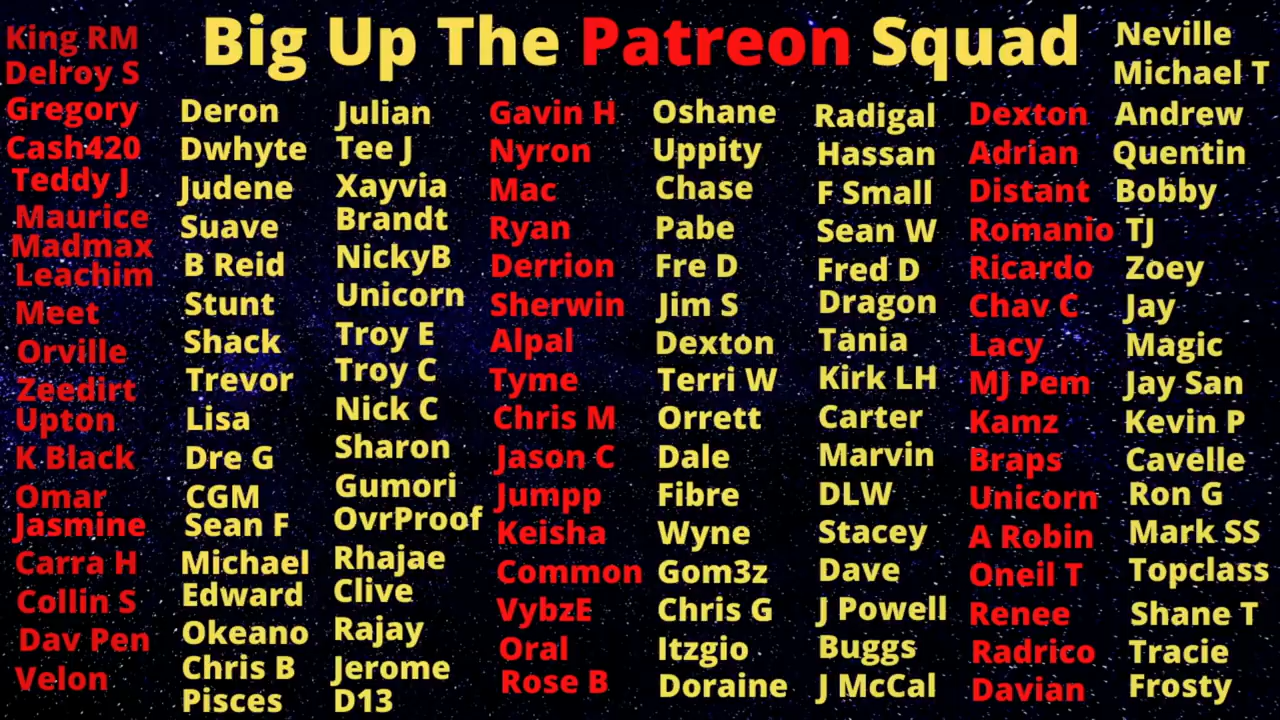 Big Up The Patreon Squad
King RM
Delroy S
Gregory
Cash420
Teddy J
Maurice
Madmax
Leachim
Meet
Orville
Zeedirt
Upton
K Black
Omar
Jasmine
Carra H
Collin S
Dav Pen
Velon
Deron
Dwhyte
Judene
Suave
B Reid
Stunt
Shack
Trevor
Lisa
Dre G
CGM
Sean F
Michael
Edward
Okeano
Chris B
Pisces
Julian
Tee J
Xayvia
Brandt
NickyB
Unicorn
Troy E
Troy C
Nick C
Sharon
Gumori
OvrProof
Rhajae
Clive
Rajay
Jerome
D13
Gavin H
Nyron
Mac
Ryan
Derrion
Sherwin
Alpal
Tyme
Chris M
Jason C
Jumpp
Keisha
Common
VybzE
Oral
Rose B
Oshane
Uppity
Chase
Pabe
Fre D
Jim S
Dexton
Terri W
Orrett
Dale
Fibre
Wyne
Gom3z
Chris G
Itzgio
Doraine
Radigal
Hassan
F Small
Sean W
Fred D
Dragon
Tania
Kirk LH
Carter
Marvin
DLW
Stacey
Dave
J Powell
Buggs
J McCal
Dexton
Adrian
Distant
Romanio
Ricardo
Chav C
Lacy
MJ Pem
Kamz
Braps
Unicorn
A Robin
Oneil T
Renee
Radrico
Davian
Neville
Michael T
Andrew
Quentin
Bobby
TJ
Zoey
Jay
Magic
Jay San
Kevin P
Cavelle
Ron G
Mark SS
Topclass
Shane T
Tracie
Frosty